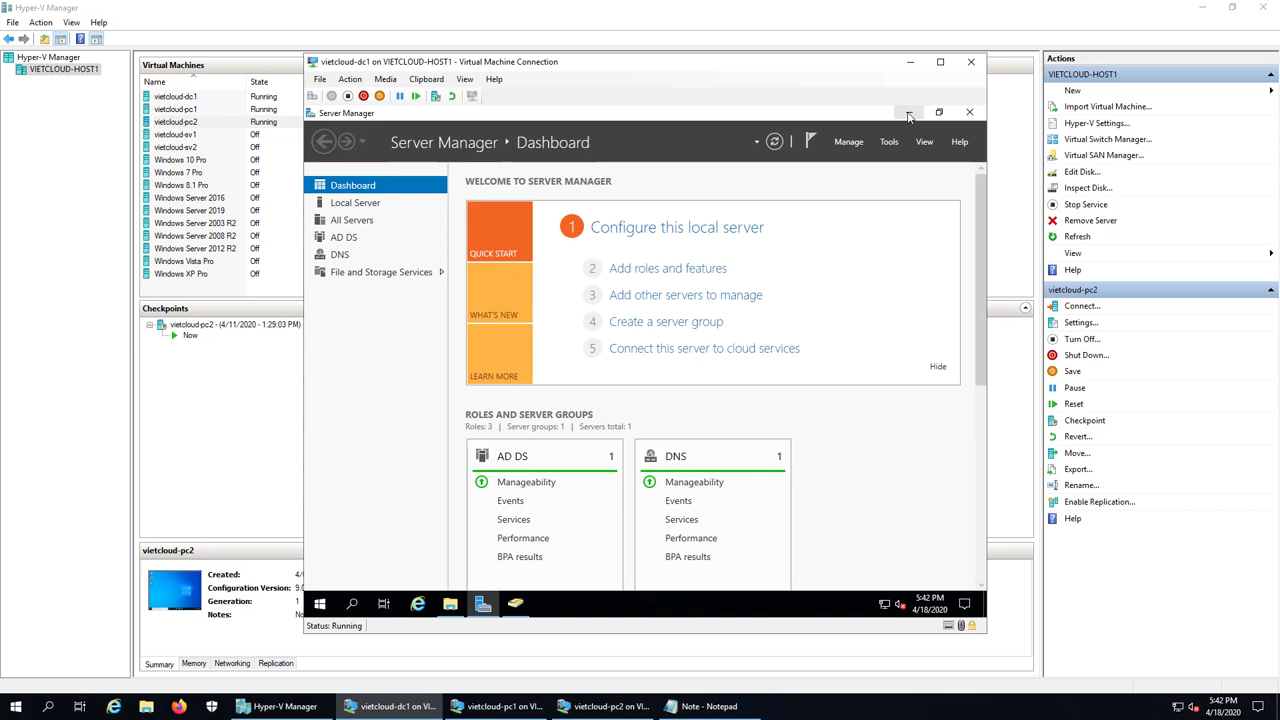 Hyper-V Manager
File Action View Help
Hyper-V Manager
VIETCLOUD-HOST1
Virtual Machines
Name State
vietcloud-dc1 Running
vietcloud-pc1 Running
vietcloud-pc2 Running
vietcloud-sv1 Off
vietcloud-sv2 Off
Windows 10 Pro Off
Windows 7 Pro Off
Windows 8.1 Pro Off
Windows Server 2016 Off
Windows Server 2019 Off
Windows Server 2003 R2 Off
Windows Server 2008 R2 Off
Windows Server 2012 R2 Off
Windows Vista Pro Off
Windows XP Pro Off
Checkpoints
vietcloud-pc2 - (4/11/2020 - 1:29:03 PM)
Now
vietcloud-pc2
Created: 4/
Configuration Version: 9.0
Generation: 1
Notes: No
Summary Memory Networking Replication
vietcloud-dc1 on VIETCLOUD-HOST1 - Virtual Machine Connection
File Action Media Clipboard View Help
Server Manager
Server Manager Dashboard
Manage Tools View Help
Dashboard
Local Server
All Servers
AD DS
DNS
File and Storage Services
WELCOME TO SERVER MANAGER
QUICK START
WHAT'S NEW
LEARN MORE
1 Configure this local server
2 Add roles and features
3 Add other servers to manage
4 Create a server group
5 Connect this server to cloud services
Hide
ROLES AND SERVER GROUPS
Roles: 3 | Server groups: 1 | Servers total: 1
AD DS 1
Manageability
Events
Services
Performance
BPA results
DNS 1
Manageability
Events
Services
Performance
BPA results
5:42 PM
4/18/2020
Status: Running
Actions
VIETCLOUD-HOST1
New
Import Virtual Machine...
Hyper-V Settings...
Virtual Switch Manager...
Virtual SAN Manager...
Edit Disk...
Inspect Disk...
Stop Service
Remove Server
Refresh
View
Help
vietcloud-pc2
Connect...
Settings...
Turn Off...
Shut Down...
Save
Pause
Reset
Checkpoint
Revert...
Move...
Export...
Rename...
Enable Replication...
Help
Hyper-V Manager
vietcloud-dc1 on VI...
vietcloud-pc1 on VI...
vietcloud-pc2 on VI...
Note - Notepad
5:42 PM
4/18/2020